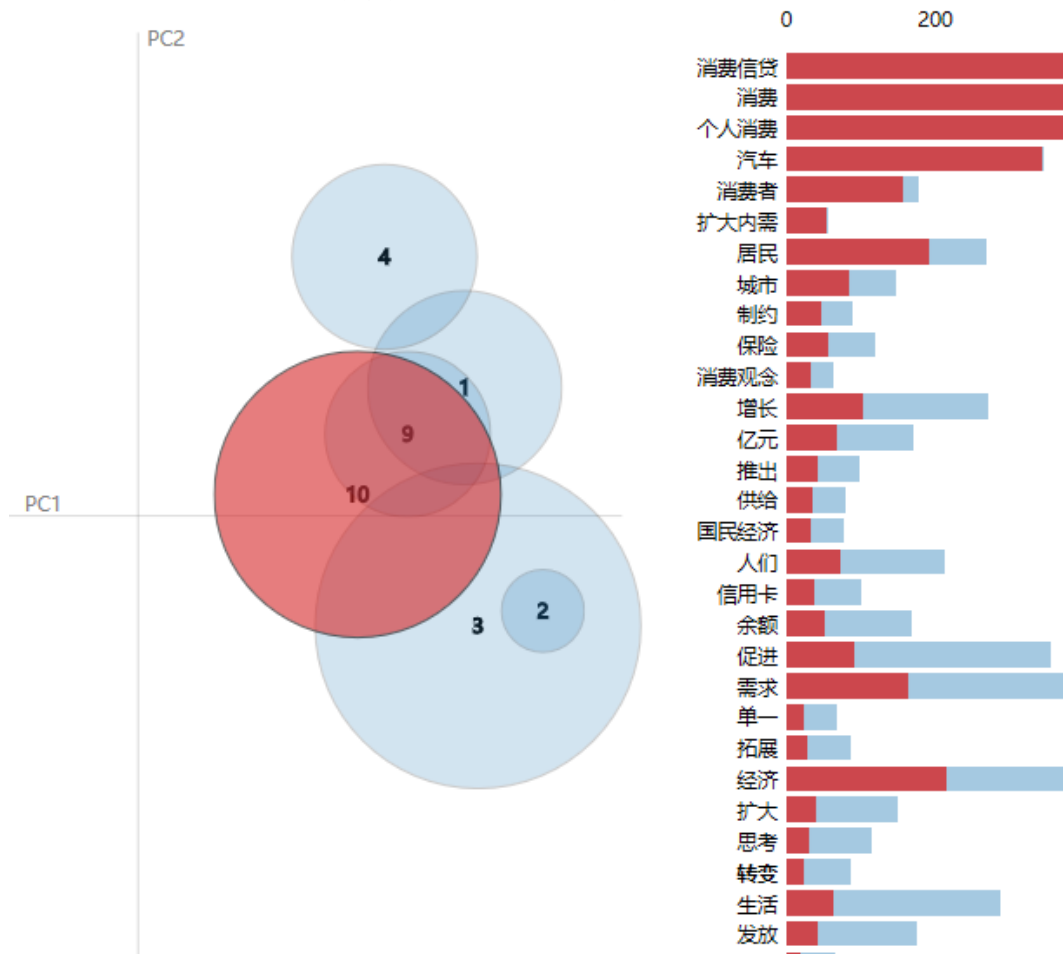 PC2
0 200
4
1
9
10
PC1
2
3
消费信贷
消费
个人消费
汽车
消费者
扩大内需
居民
城市
制约
保险
消费观念
增长
亿元
推出
供给
国民经济
人们
信用卡
余额
促进
需求
单一
拓展
经济
扩大
思考
转变
生活
发放